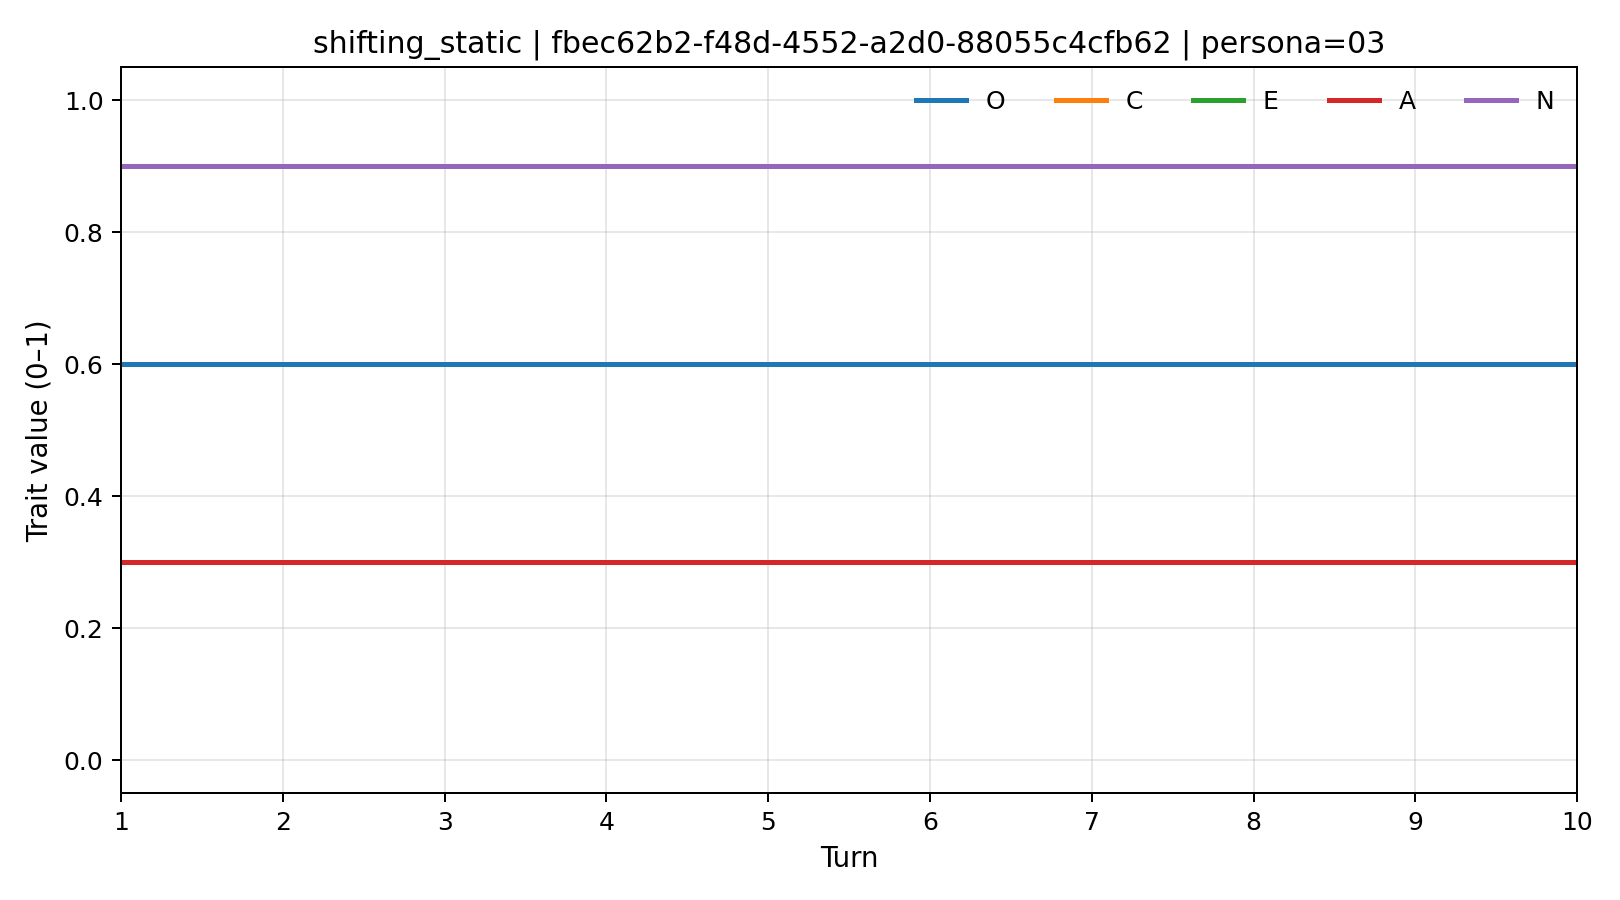 shifting_static | fbec62b2-f48d-4552-a2d0-88055c4cfb62 | persona=03
O C E A N
Trait value (0–1)
1.0
0.8
0.6
0.4
0.2
0.0
1 2 3 4 5 6 7 8 9 10
Turn